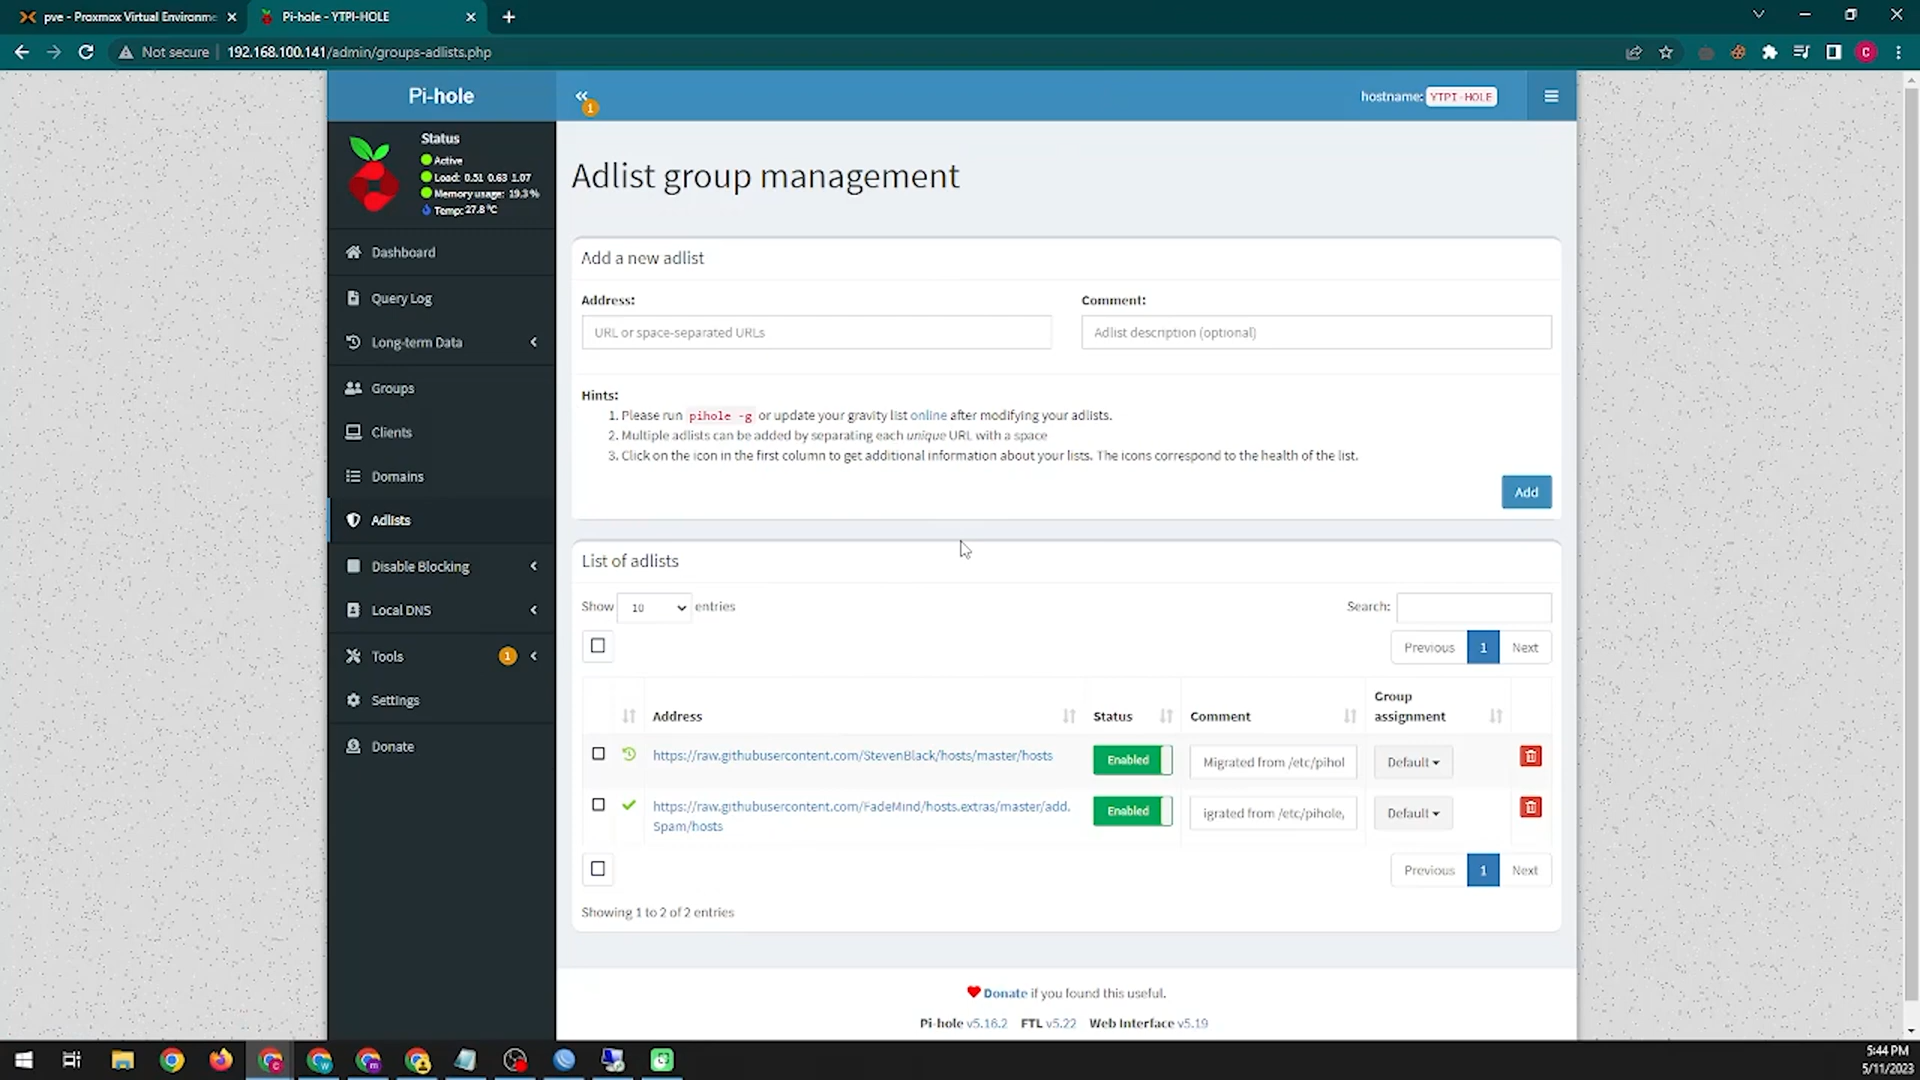 pve - Proxmox Virtual Environme
Pi-hole - YTPI-HOLE
Not secure
192.168.100.141/admin/groups-adlists.php
C
Pi-hole
1
hostname: YTPI-HOLE
Status
Active
Load: 0.51 0.63 1.07
Memory usage: 19.3 %
Temp: 27.8 °C
Dashboard
Query Log
Long-term Data
Groups
Clients
Domains
Adlists
Disable Blocking
Local DNS
Tools
1
Settings
Donate
Adlist group management
Add a new adlist
Address:
Comment:
URL or space-separated URLs
Adlist description (optional)
Hints:
1. Please run pihole -g or update your gravity list online after modifying your adlists.
2. Multiple adlists can be added by separating each unique URL with a space
3. Click on the icon in the first column to get additional information about your lists. The icons correspond to the health of the list.
Add
List of adlists
Show 10 entries
Search:
Previous 1 Next
Address
Status
Comment
Group assignment
https://raw.githubusercontent.com/StevenBlack/hosts/master/hosts
Enabled
Migrated from /etc/pihol
Default
https://raw.githubusercontent.com/FadeMind/hosts.extras/master/add.
Spam/hosts
Enabled
igrated from /etc/pihole,
Default
Previous 1 Next
Showing 1 to 2 of 2 entries
Donate if you found this useful.
Pi-hole v5.16.2 FTL v5.22 Web Interface v5.19
5:44 PM
5/11/2023